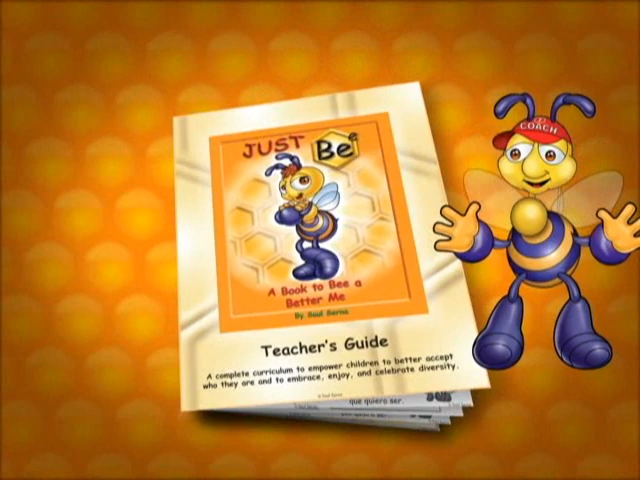 COACH
JUST Be e
A Book to Bee a
Better Me
By Saul Serna
Teacher's Guide
A complete curriculum to empower children to better accept
who they are and to embrace, enjoy, and celebrate diversity.
que quiero ser.